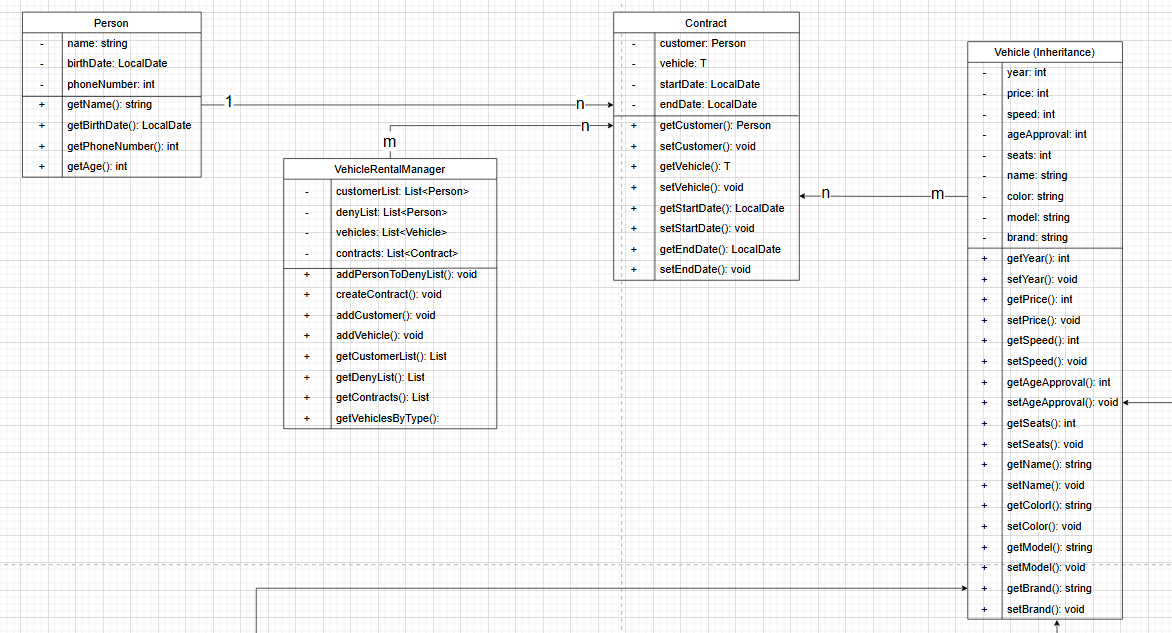 Person
- name: string
- birthDate: LocalDate
- phoneNumber: int
+ getName(): string
+ getBirthDate(): LocalDate
+ getPhoneNumber(): int
+ getAge(): int
1
n
m
n
VehicleRentalManager
- customerList: List<Person>
- denyList: List<Person>
- vehicles: List<Vehicle>
- contracts: List<Contract>
+ addPersonToDenyList(): void
+ createContract(): void
+ addCustomer(): void
+ addVehicle(): void
+ getCustomerList(): List
+ getDenyList(): List
+ getContracts(): List
+ getVehiclesByType():
Contract
- customer: Person
- vehicle: T
- startDate: LocalDate
- endDate: LocalDate
+ getCustomer(): Person
+ setCustomer(): void
+ getVehicle(): T
+ setVehicle(): void
+ getStartDate(): LocalDate
+ setStartDate(): void
+ getEndDate(): LocalDate
+ setEndDate(): void
n
m
Vehicle (Inheritance)
- year: int
- price: int
- speed: int
- ageApproval: int
- seats: int
- name: string
- color: string
- model: string
- brand: string
+ getYear(): int
+ setYear(): void
+ getPrice(): int
+ setPrice(): void
+ getSpeed(): int
+ setSpeed(): void
+ getAgeApproval(): int
+ setAgeApproval(): void
+ getSeats(): int
+ setSeats(): void
+ getName(): string
+ setName(): void
+ getColorl(): string
+ setColor(): void
+ getModel(): string
+ setModel(): void
+ getBrand(): string
+ setBrand(): void